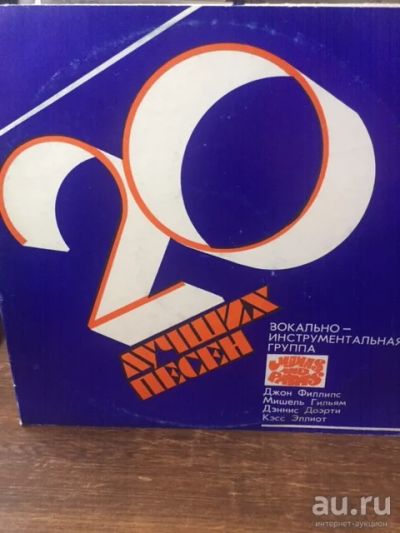 20
ЛУЧШИХ
ПЕСЕН
ВОКАЛЬНО –
ИНСТРУМЕНТАЛЬНАЯ
ГРУППА
Джон Филлипс
Мишель Гильям
Дэннис Доэрти
Кэсс Эллиот
au.ru
интернет-аукцион